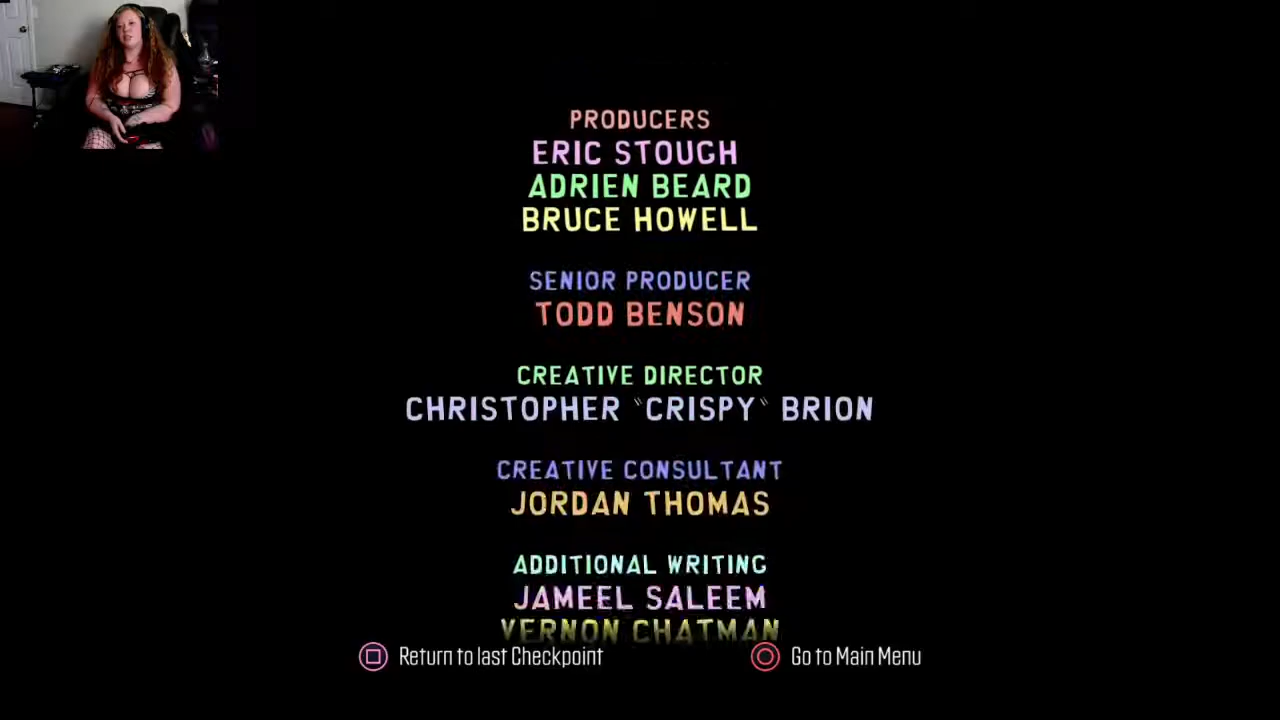 PRODUCERS
ERIC STOUGH
ADRIEN BEARD
BRUCE HOWELL
SENIOR PRODUCER
TODD BENSON
CREATIVE DIRECTOR
CHRISTOPHER "CRISPY" BRION
CREATIVE CONSULTANT
JORDAN THOMAS
ADDITIONAL WRITING
JAMEEL SALEEM
VERNON CHATMAN
Return to last Checkpoint
Go to Main Menu